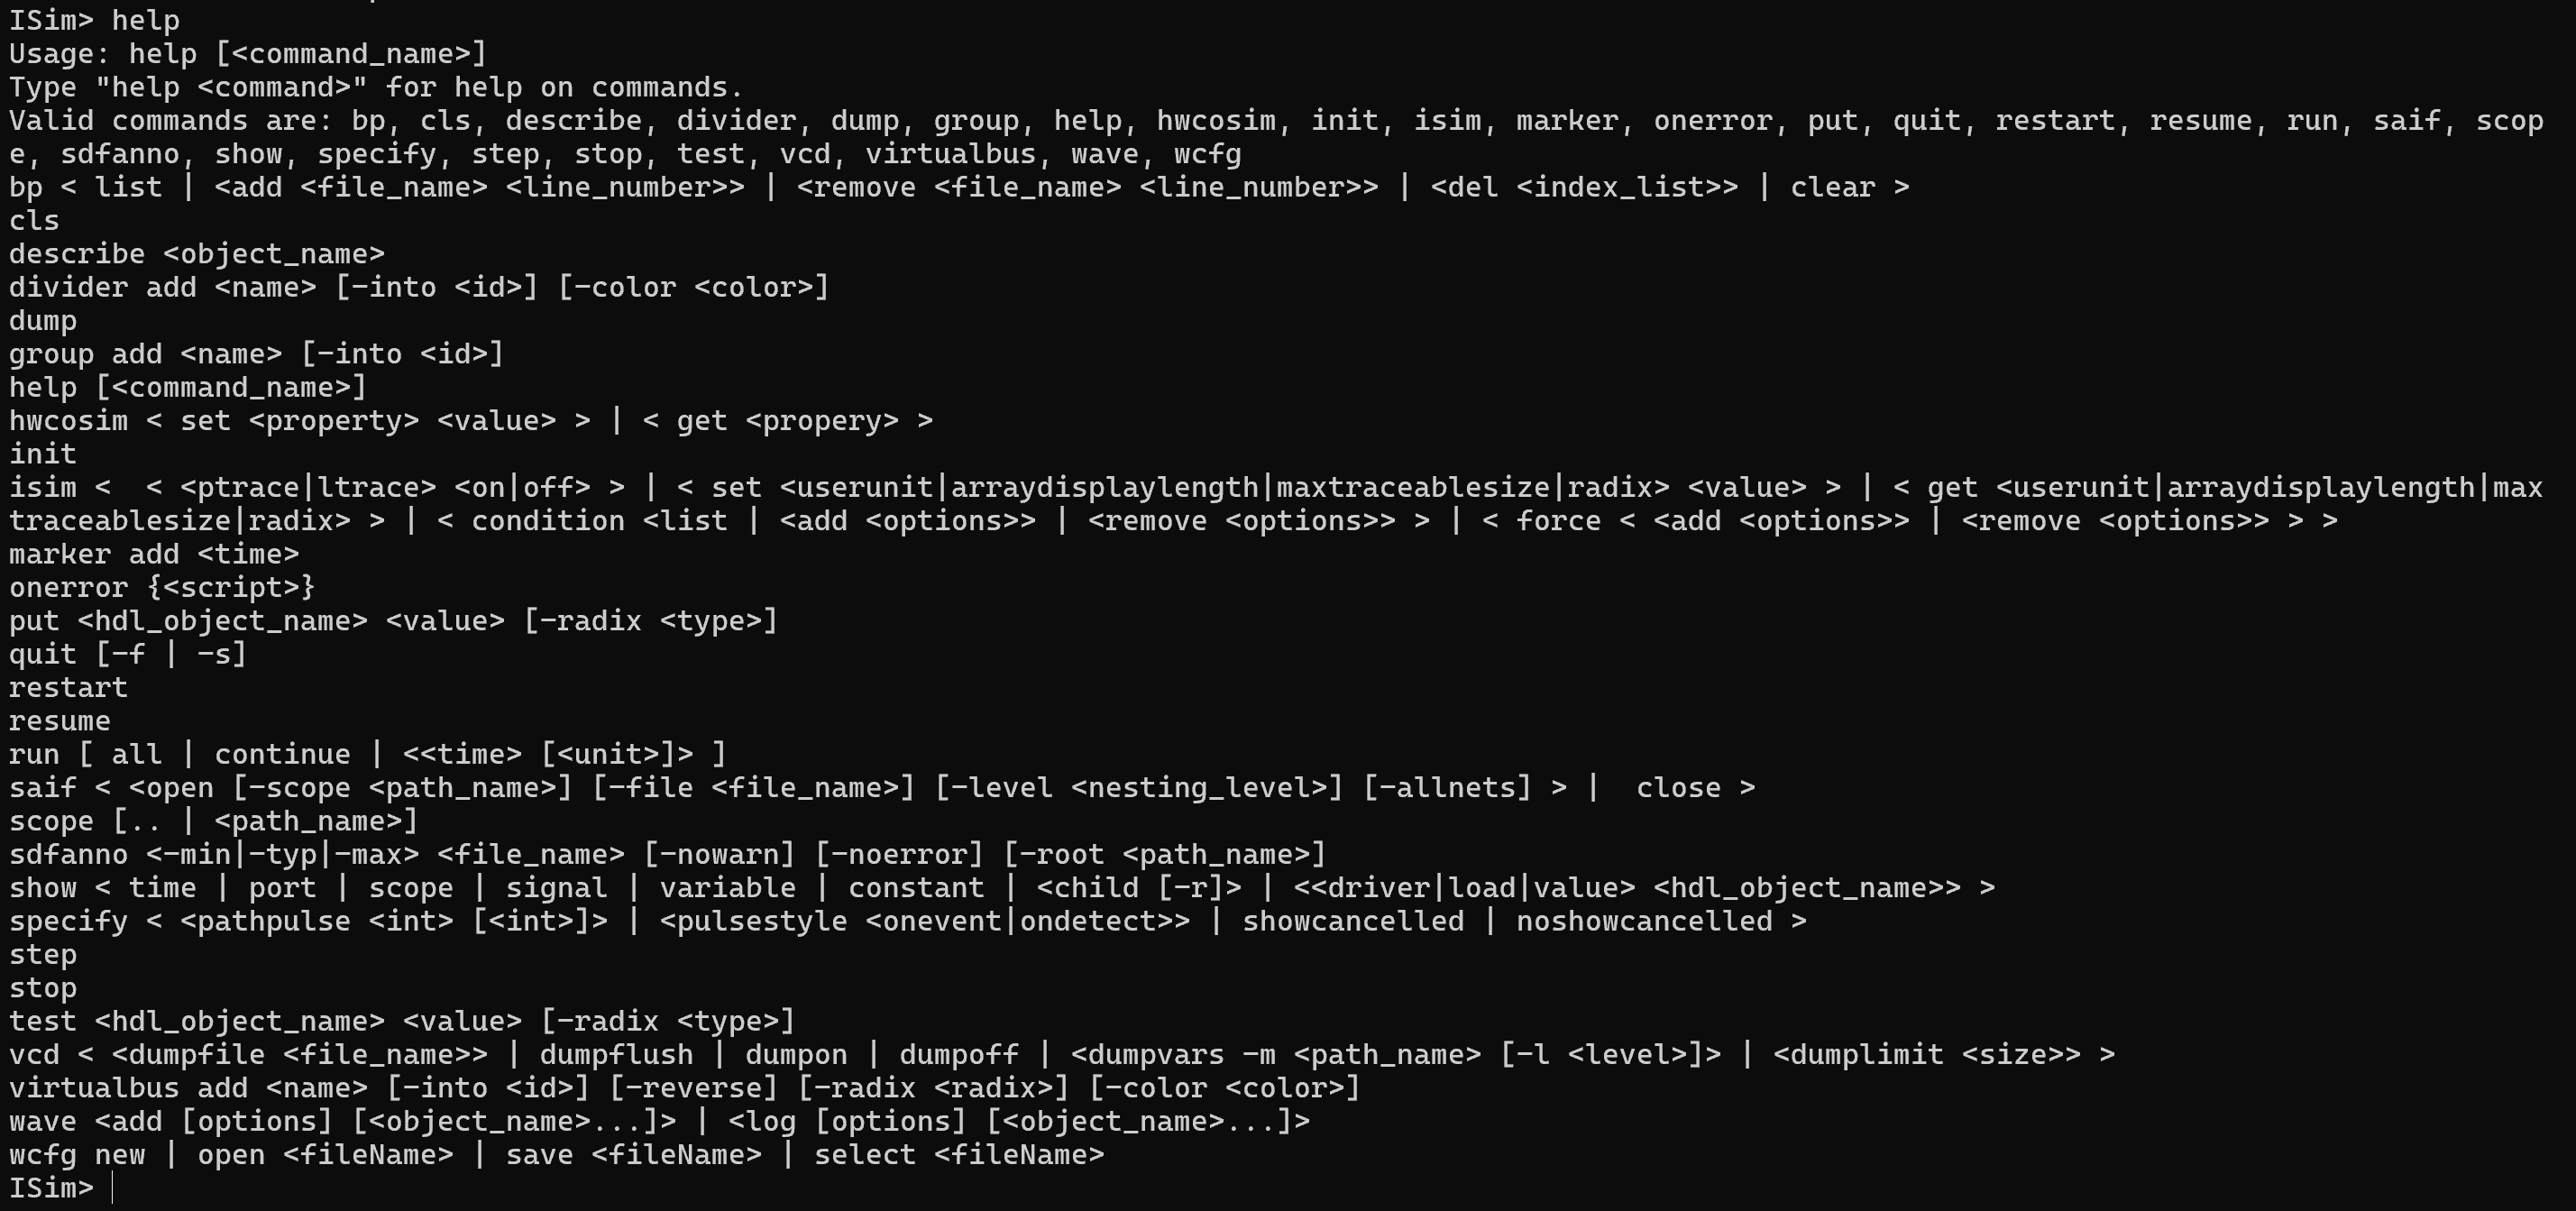 ISim> help
Usage: help [<command_name>]
Type "help <command>" for help on commands.
Valid commands are: bp, cls, describe, divider, dump, group, help, hwcosim, init, isim, marker, onerror, put, quit, restart, resume, run, saif, scop
e, sdfanno, show, specify, step, stop, test, vcd, virtualbus, wave, wcfg
bp < list | <add <file_name> <line_number>> | <remove <file_name> <line_number>> | <del <index_list>> | clear >
cls
describe <object_name>
divider add <name> [-into <id>] [-color <color>]
dump
group add <name> [-into <id>]
help [<command_name>]
hwcosim < set <property> <value> > | < get <propery> >
init
isim <  < <ptrace|ltrace> <on|off> > | < set <userunit|arraydisplaylength|maxtraceablesize|radix> <value> > | < get <userunit|arraydisplaylength|max
traceablesize|radix> > | < condition <list | <add <options>> | <remove <options>> > | < force < <add <options>> | <remove <options>> > >
marker add <time>
onerror {<script>}
put <hdl_object_name> <value> [-radix <type>]
quit [-f | -s]
restart
resume
run [ all | continue | <<time> [<unit>]> ]
saif < <open [-scope <path_name>] [-file <file_name>] [-level <nesting_level>] [-allnets] > |  close >
scope [.. | <path_name>]
sdfanno <-min|-typ|-max> <file_name> [-nowarn] [-noerror] [-root <path_name>]
show < time | port | scope | signal | variable | constant | <child [-r]> | <<driver|load|value> <hdl_object_name>> >
specify < <pathpulse <int> [<int>]> | <pulsestyle <onevent|ondetect>> | showcancelled | noshowcancelled >
step
stop
test <hdl_object_name> <value> [-radix <type>]
vcd < <dumpfile <file_name>> | dumpflush | dumpon | dumpoff | <dumpvars -m <path_name> [-l <level>]> | <dumplimit <size>> >
virtualbus add <name> [-into <id>] [-reverse] [-radix <radix>] [-color <color>]
wave <add [options] [<object_name>...]> | <log [options] [<object_name>...]>
wcfg new | open <fileName> | save <fileName> | select <fileName>
ISim>